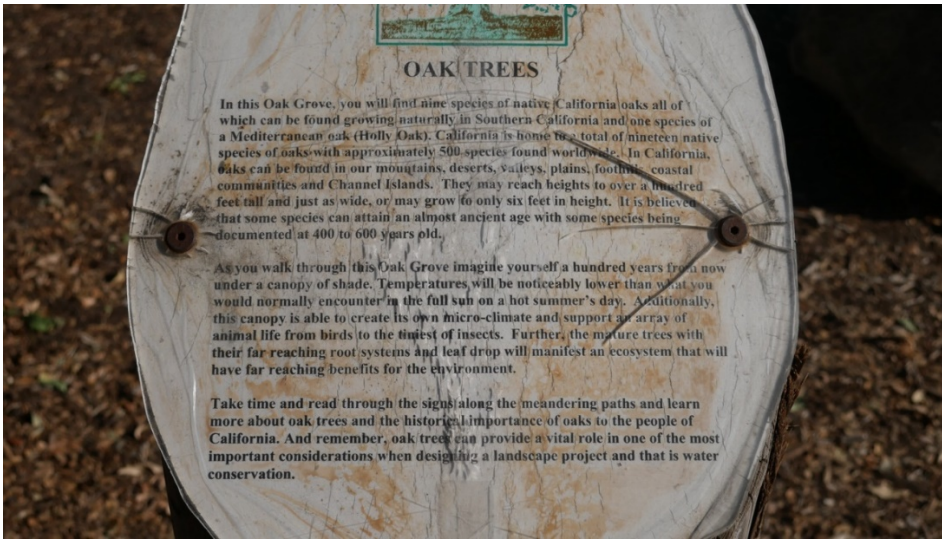 OAK TREES
In this Oak Grove, you will find nine species of native California oaks all of
which can be found growing naturally in Southern California and one species of
a Mediterranean oak (Holly Oak). California is home to a total of nineteen native
species of oaks with approximately 500 species found worldwide. In California,
oaks can be found in our mountains, deserts, valleys, plains, foothills, coastal
communities and Channel Islands. They may reach heights to over a hundred
feet tall and just as wide, or may grow to only six feet in height. It is believed
that some species can attain an almost ancient age with some species being
documented at 400 to 600 years old.
As you walk through this Oak Grove imagine yourself a hundred years from now
under a canopy of shade. Temperatures will be noticeably lower than what you
would normally encounter in the full sun on a hot summer's day. Additionally,
this canopy is able to create its own micro-climate and support an array of
animal life from birds to the tiniest of insects. Further, the mature trees with
their far reaching root systems and leaf drop will manifest an ecosystem that will
have far reaching benefits for the environment.
Take time and read through the signs along the meandering paths and learn
more about oak trees and the historical importance of oaks to the people of
California. And remember, oak trees can provide a vital role in one of the most
important considerations when designing a landscape project and that is water
conservation.